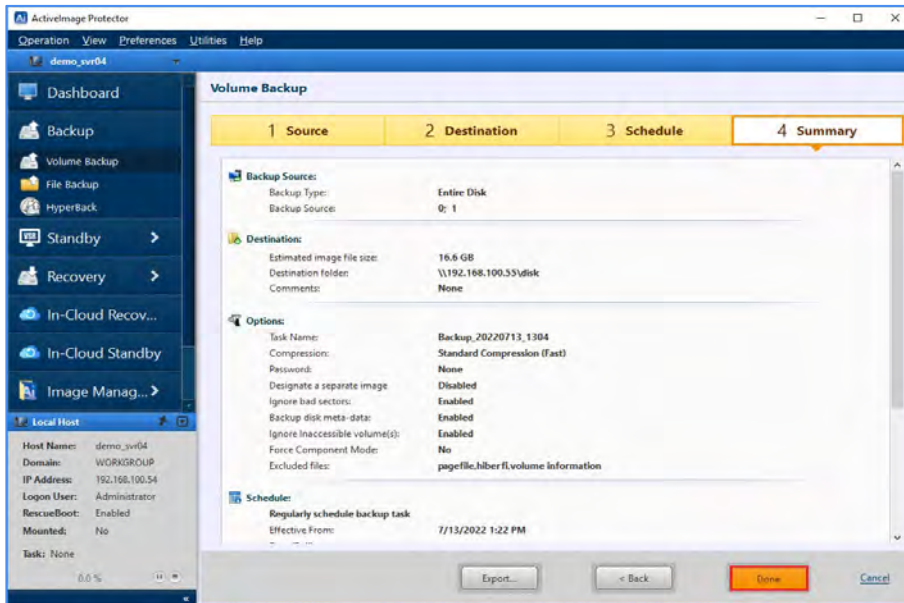 ActiveImage Protector
Operation View Preferences Utilities Help
demo_svr04
Dashboard
Backup
Volume Backup
File Backup
HyperBack
Standby
Recovery
In-Cloud Recov...
In-Cloud Standby
Image Manag...
Local Host
Host Name: demo_svr04
Domain: WORKGROUP
IP Address: 192.168.100.54
Logon User: Administrator
RescueBoot: Enabled
Mounted: No
Task: None
0.0 %
Volume Backup
1 Source 2 Destination 3 Schedule 4 Summary
Backup Source:
Backup Type: Entire Disk
Backup Source: 0; 1
Destination:
Estimated image file size: 16.6 GB
Destination folder: \\192.168.100.55\disk
Comments: None
Options:
Task Name: Backup_20220713_1304
Compression: Standard Compression (Fast)
Password: None
Designate a separate image Disabled
Ignore bad sectors: Enabled
Backup disk meta-data: Enabled
Ignore Inaccessible volume(s): Enabled
Force Component Mode: No
Excluded files: pagefile,hiberfl,volume information
Schedule:
Regularly schedule backup task
Effective From: 7/13/2022 1:22 PM
Export... < Back Done Cancel